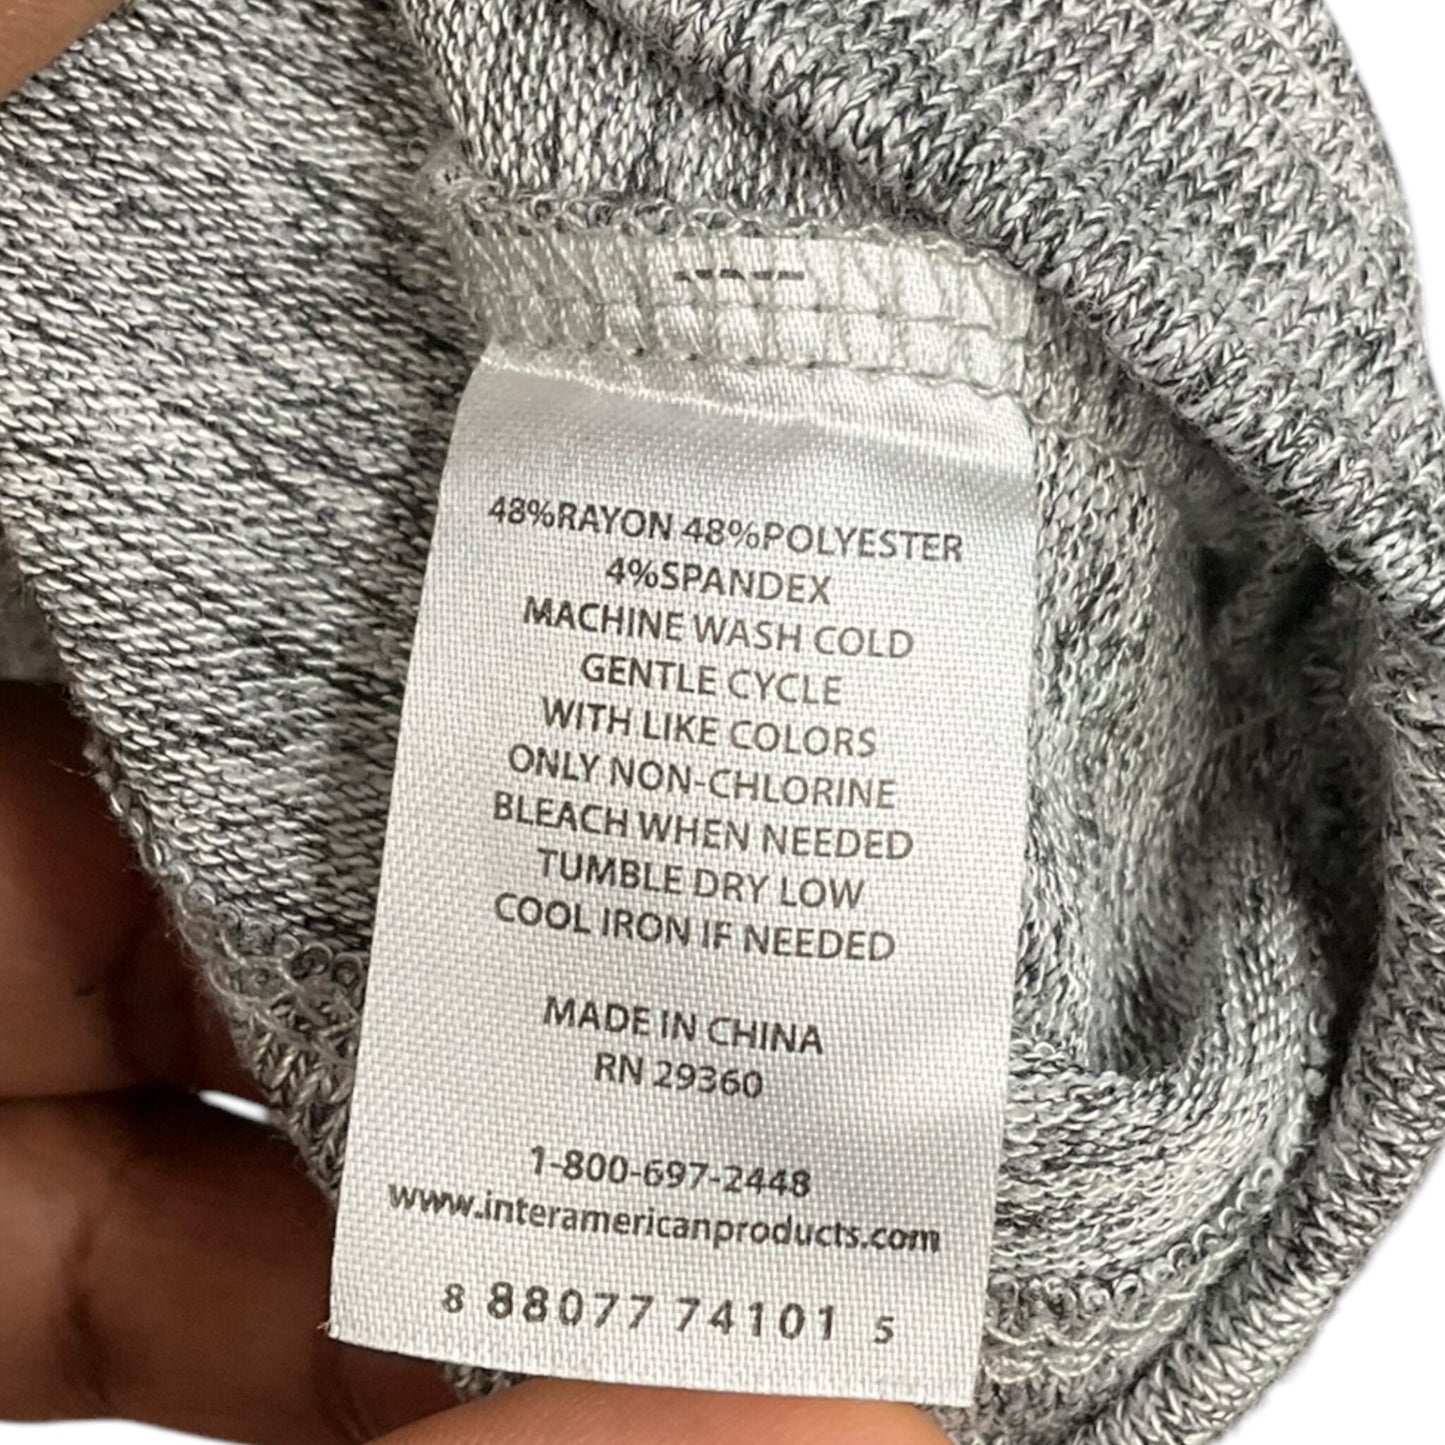 48%RAYON 48%POLYESTER
4%SPANDEX
MACHINE WASH COLD
GENTLE CYCLE
WITH LIKE COLORS
ONLY NON-CHLORINE
BLEACH WHEN NEEDED
TUMBLE DRY LOW
COOL IRON IF NEEDED
MADE IN CHINA
RN 29360
1-800-697-2448
www.interamericanproducts.com
8 88077 74101 5